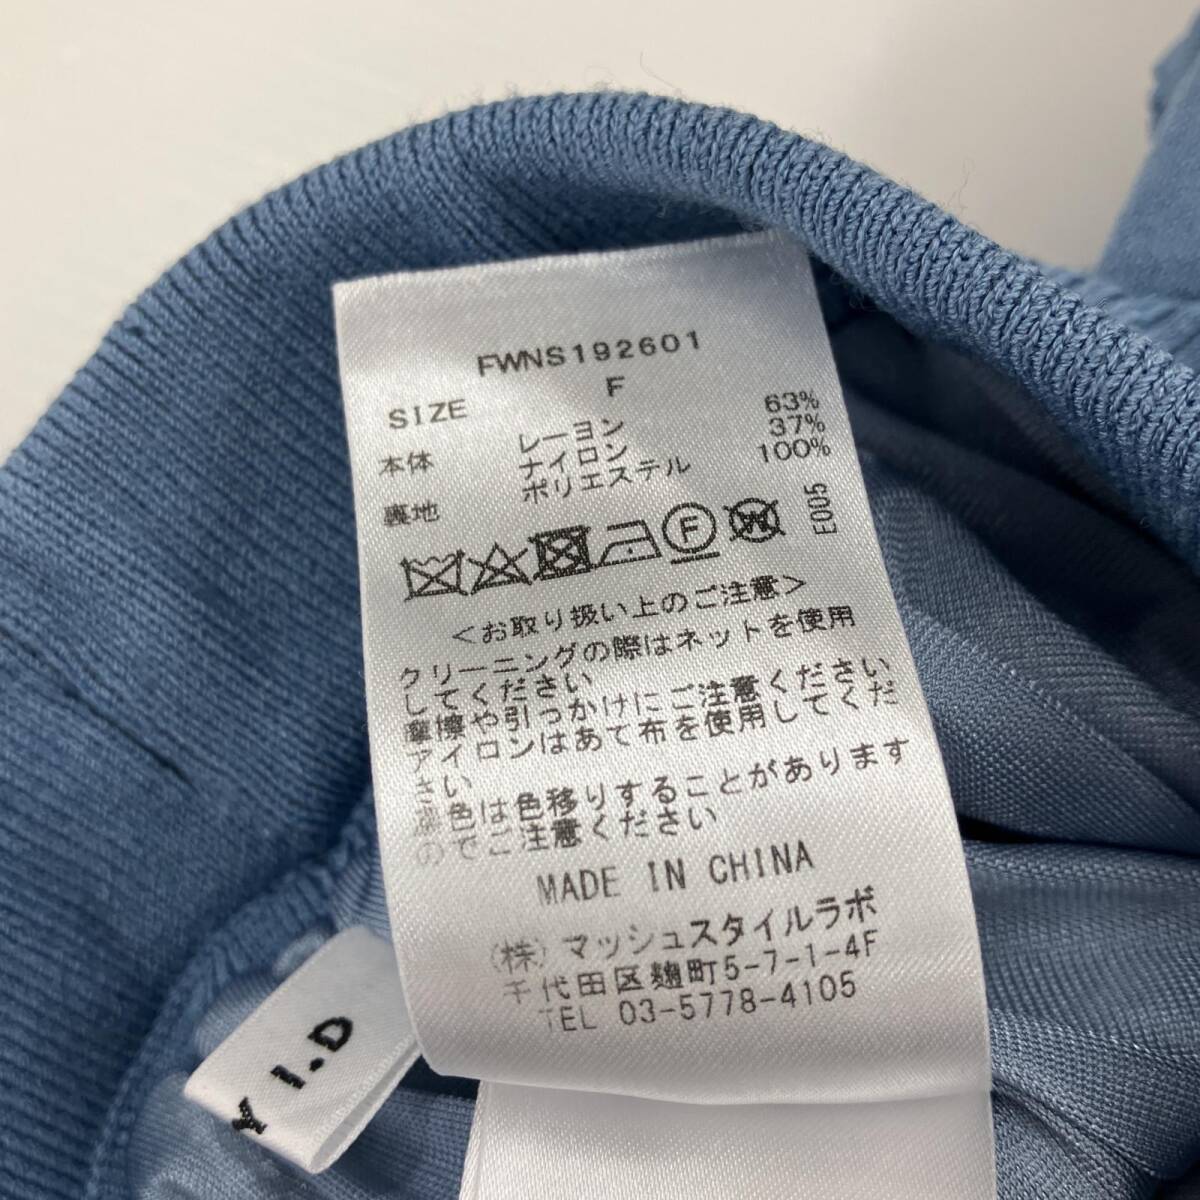 FWNS192601
SIZE F
本体 レーヨン 63%
ナイロン 37%
裏地 ポリエステル 100%
F W E005
<お取り扱い上のご注意>
クリーニングの際はネットを使用
してください
摩擦や引っかけにご注意ください
アイロンはあて布を使用してくだ
さい
濃色は色移りすることがあります
のでご注意ください
MADE IN CHINA
(株)マッシュスタイルラボ
千代田区麹町5-7-1-4F
TEL 03-5778-4105
Y I.D